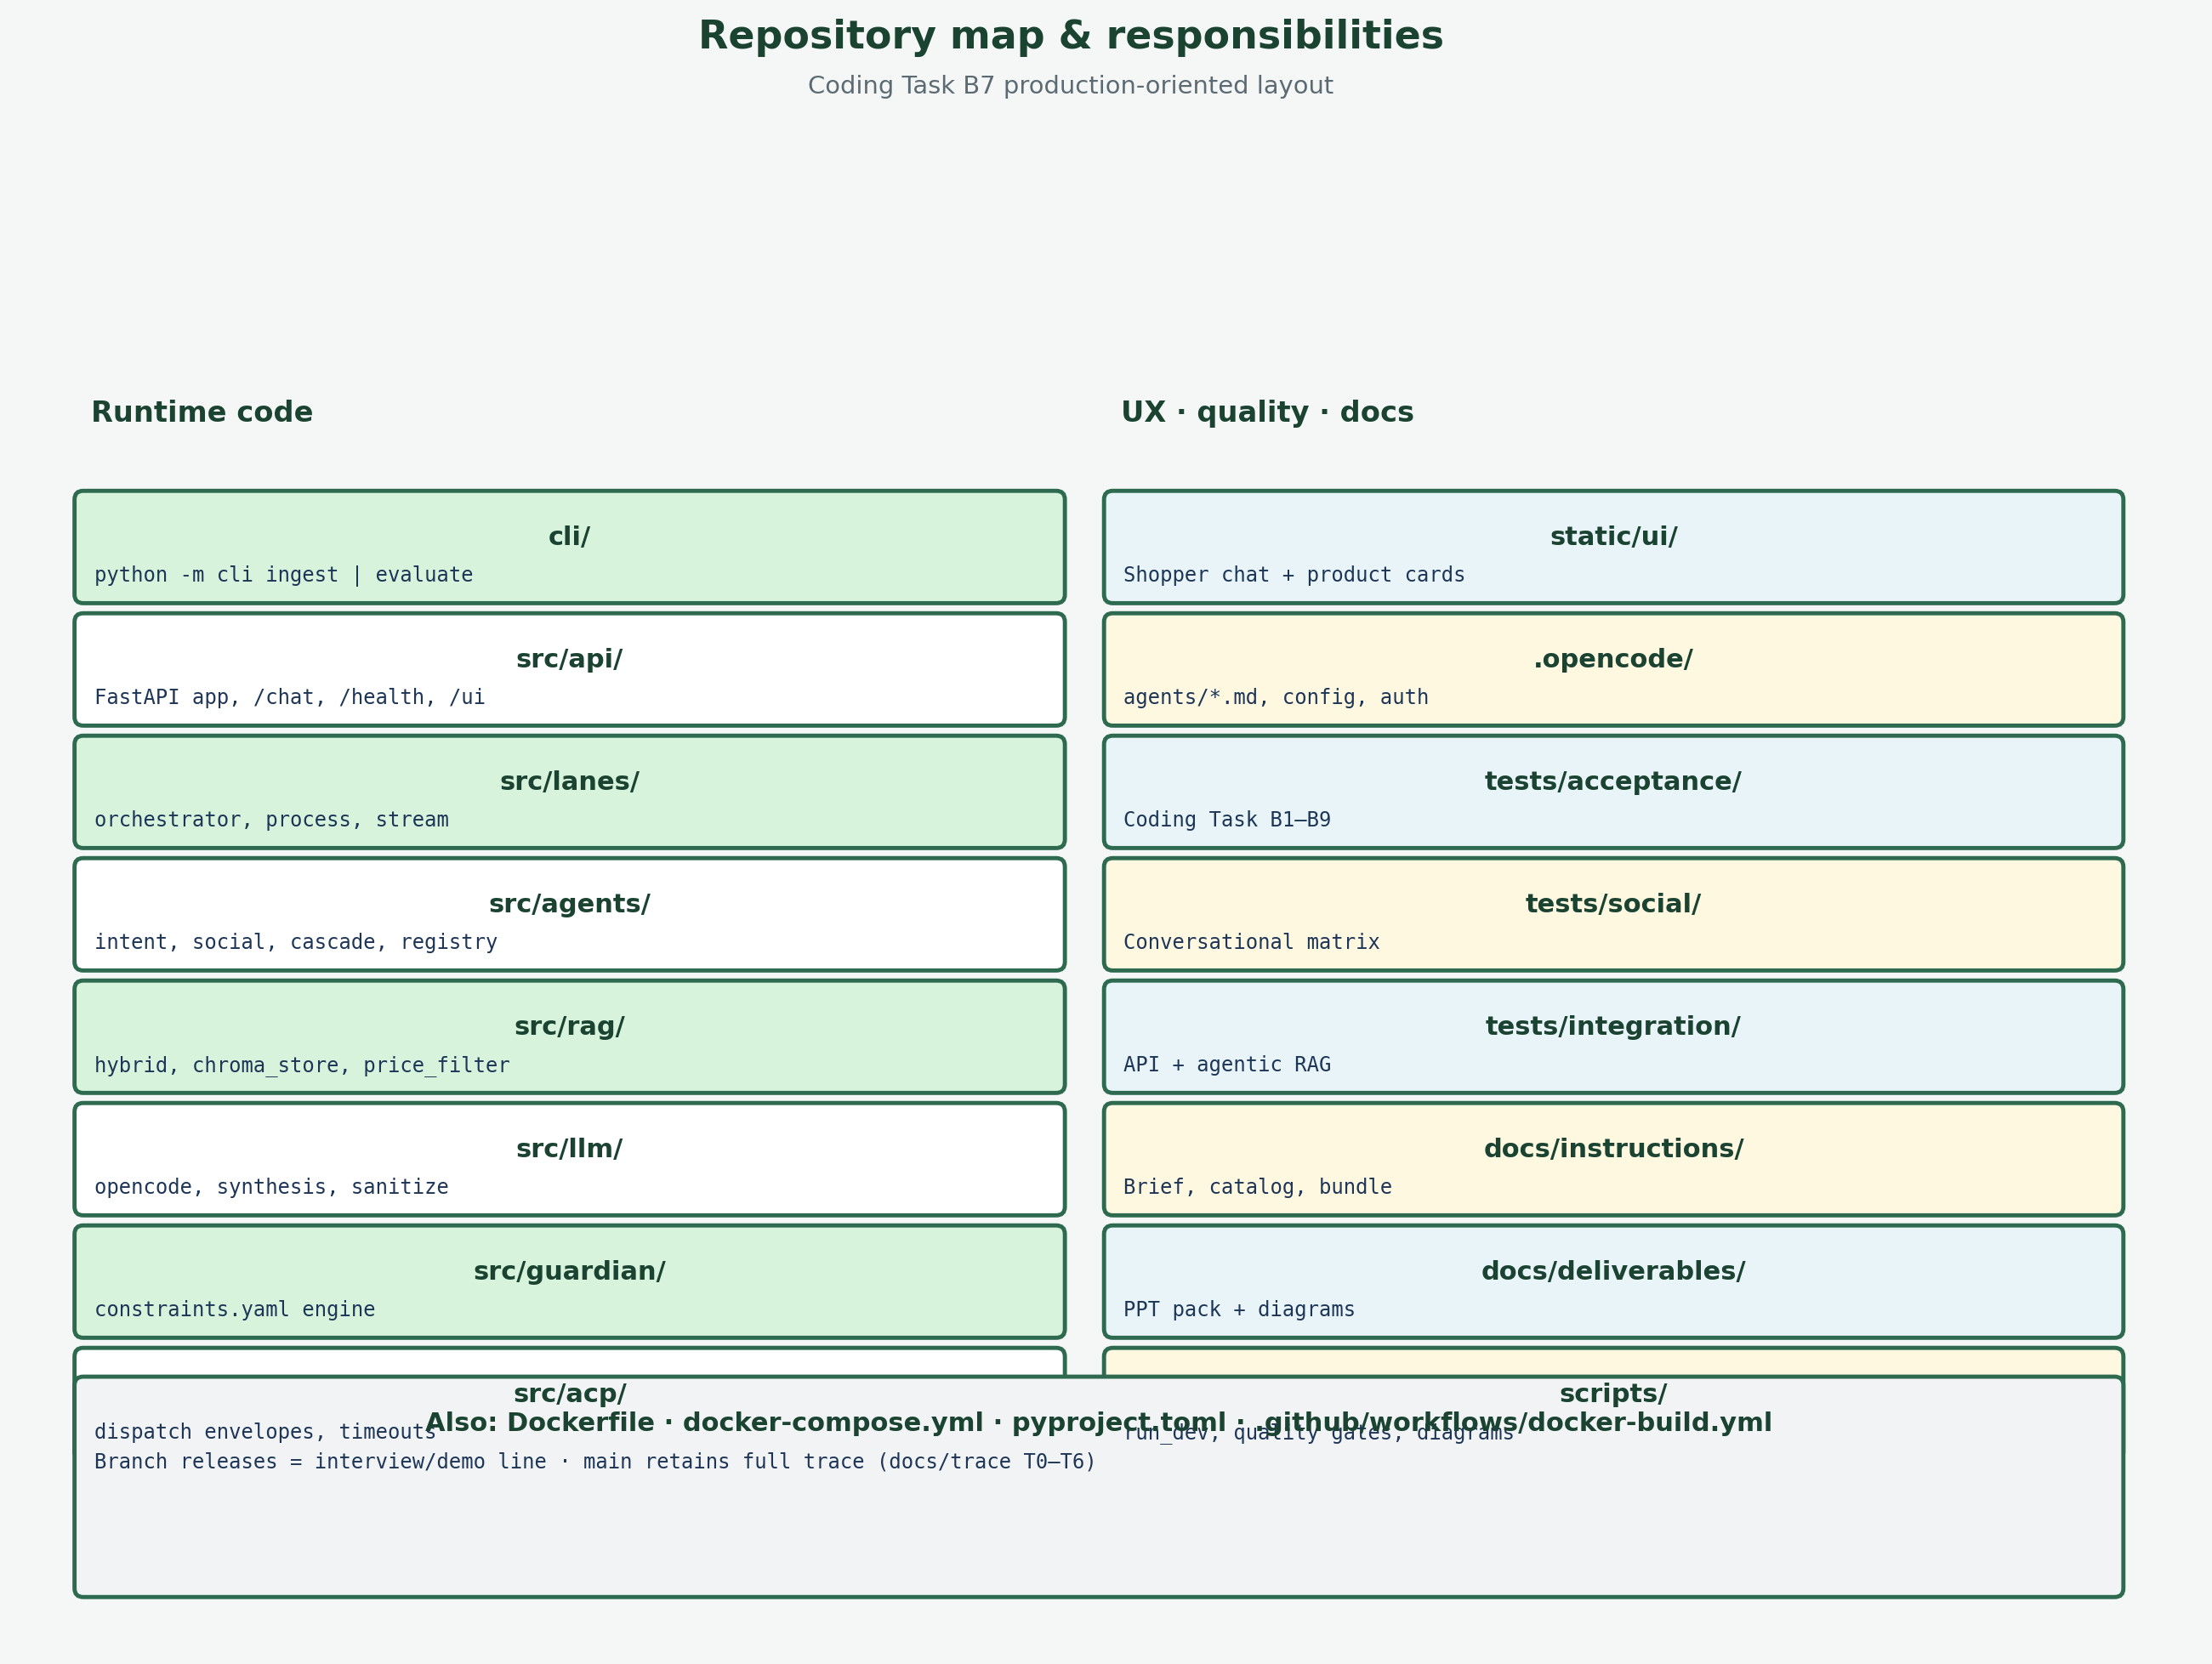 Repository map & responsibilities
Coding Task B7 production-oriented layout
Runtime code
cli/
python -m cli ingest | evaluate
src/api/
FastAPI app, /chat, /health, /ui
src/lanes/
orchestrator, process, stream
src/agents/
intent, social, cascade, registry
src/rag/
hybrid, chroma_store, price_filter
src/llm/
opencode, synthesis, sanitize
src/guardian/
constraints.yaml engine
src/acp/
dispatch envelopes, timeouts
UX · quality · docs
static/ui/
Shopper chat + product cards
.opencode/
agents/*.md, config, auth
tests/acceptance/
Coding Task B1–B9
tests/social/
Conversational matrix
tests/integration/
API + agentic RAG
docs/instructions/
Brief, catalog, bundle
docs/deliverables/
PPT pack + diagrams
scripts/
run_dev, quality gates, diagrams
Also: Dockerfile · docker-compose.yml · pyproject.toml · .github/workflows/docker-build.yml
Branch releases = interview/demo line · main retains full trace (docs/trace T0–T6)